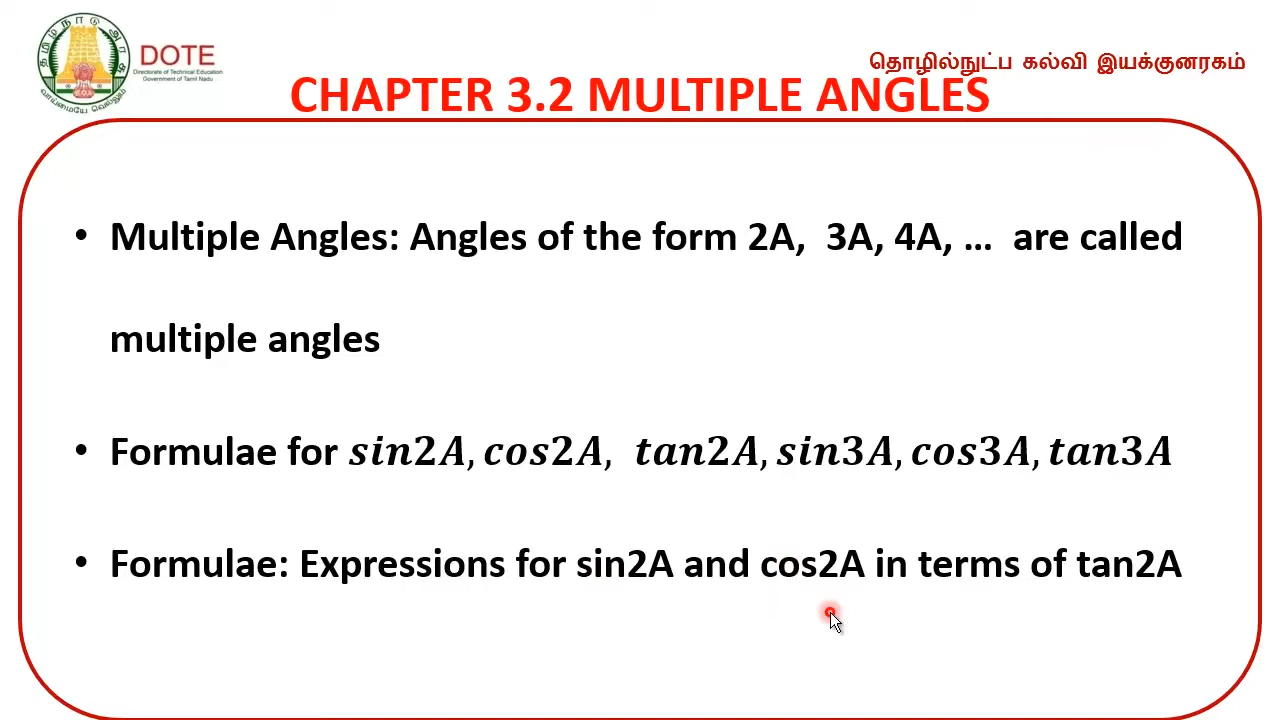 DOTE
Directorate of Technical Education
Government of Tamil Nadu
தொழில்நுட்ப கல்வி இயக்குனரகம்
CHAPTER 3.2 MULTIPLE ANGLES
• Multiple Angles: Angles of the form 2A, 3A, 4A, … are called
multiple angles
• Formulae for sin2A, cos2A, tan2A, sin3A, cos3A, tan3A
• Formulae: Expressions for sin2A and cos2A in terms of tan2A